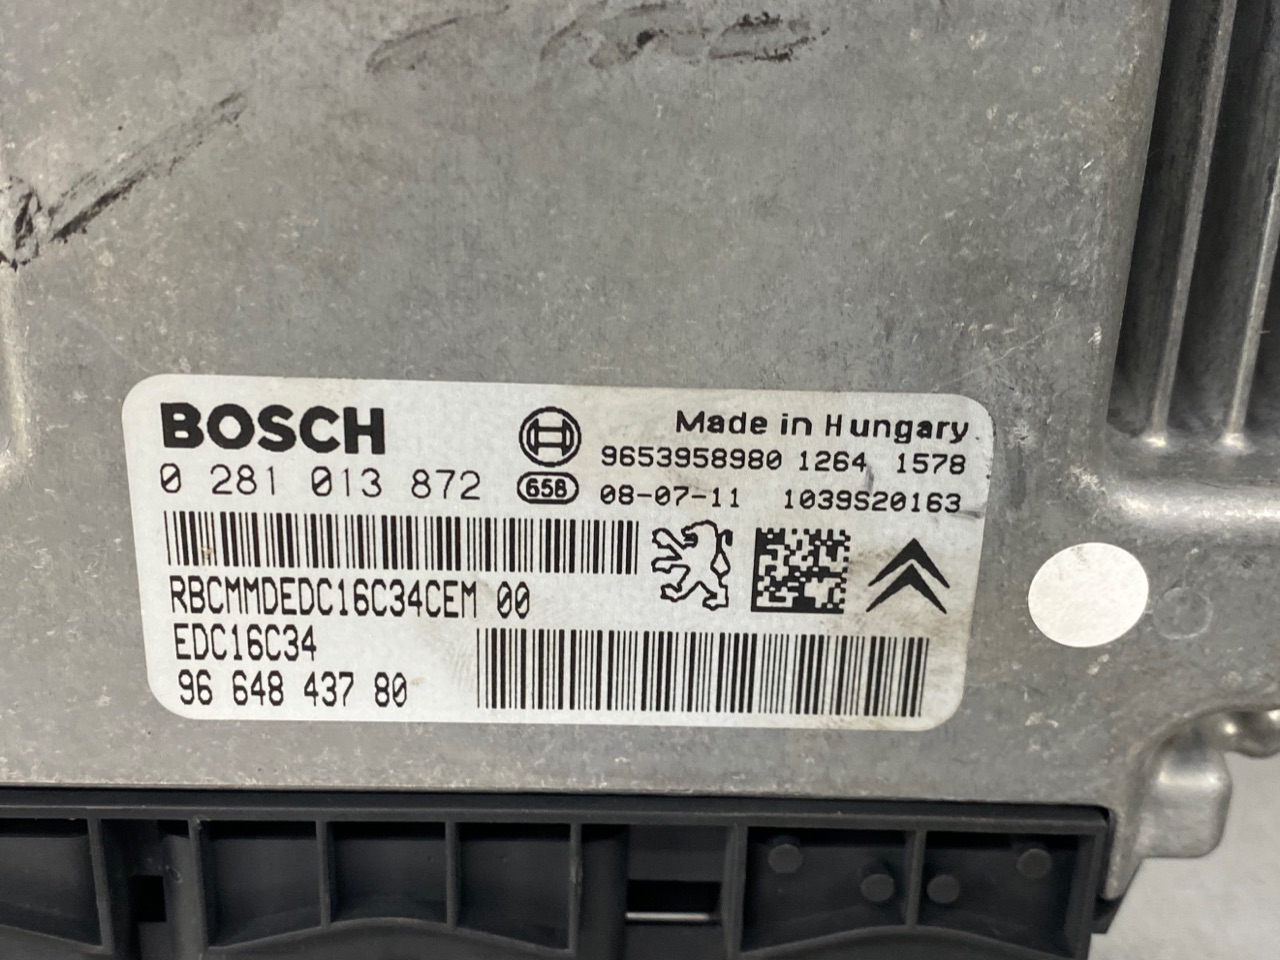 BOSCH
0 281 013 872
658
Made in Hungary
9653958980 1264 1578
08-07-11 1039S20163
RBCMMDEDC16C34CEM 00
EDC16C34
96 648 437 80